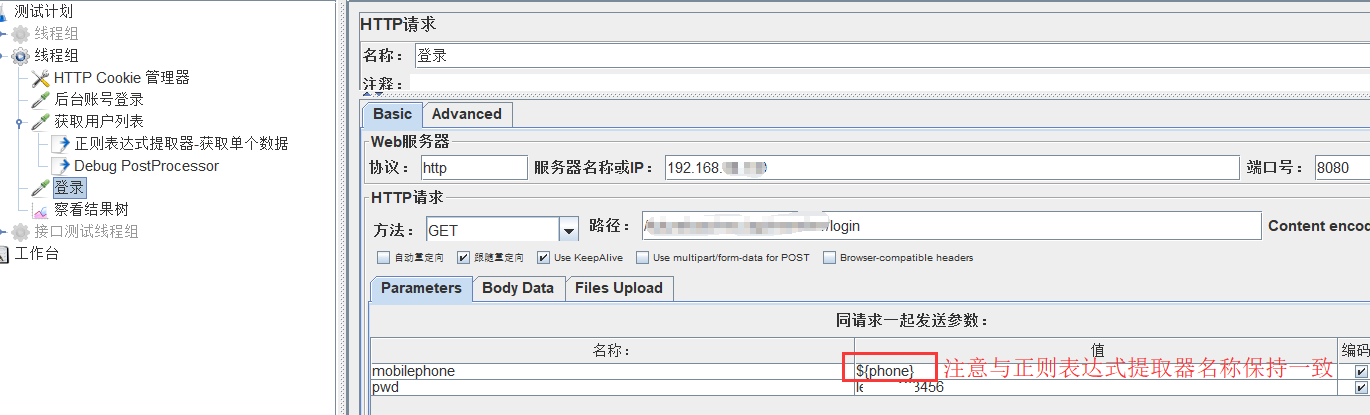 测试计划
线程组
线程组
HTTP Cookie 管理器
后台账号登录
获取用户列表
正则表达式提取器-获取单个数据
Debug PostProcessor
登录
察看结果树
接口测试线程组
工作台
HTTP请求
名称: 登录
注释:
Basic Advanced
Web服务器
协议: http 服务器名称或IP: 192.168. 端口号: 8080
HTTP请求
方法: GET 路径: /login Content encod
自动重定向 跟随重定向 Use KeepAlive Use multipart/form-data for POST Browser-compatible headers
Parameters Body Data Files Upload
同请求一起发送参数:
名称: 值 编码
mobilephone ${phone} 注意与正则表达式提取器名称保持一致
pwd 3456